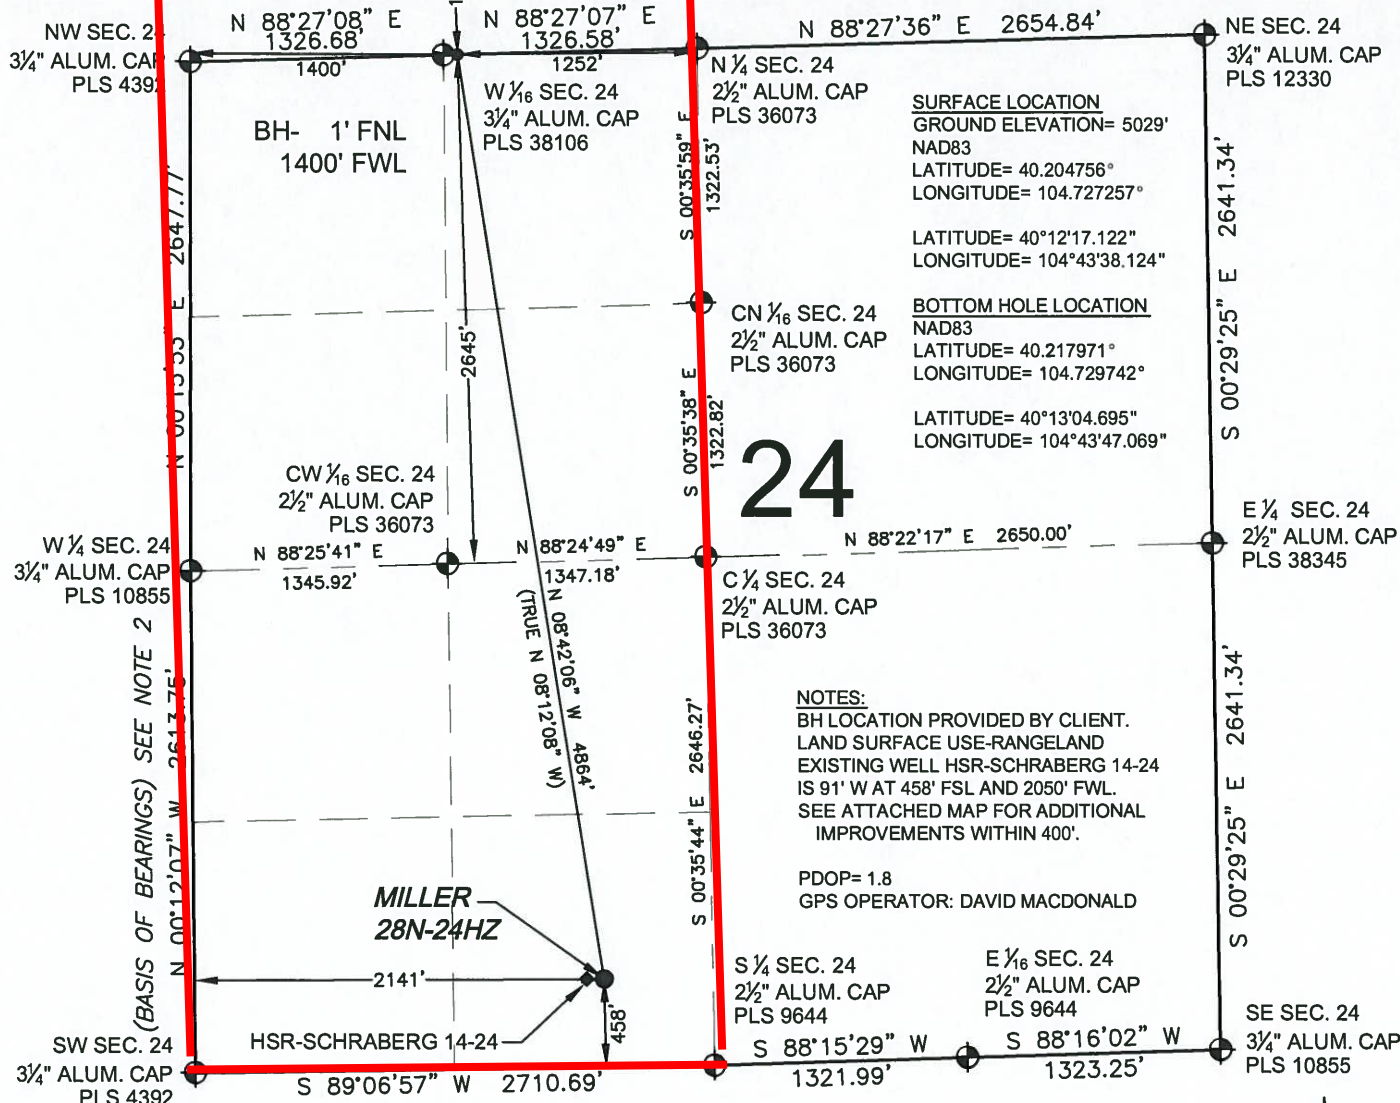 N 88°27'08" E
1326.68'
1400'
N 88°27'07" E
1326.58'
1252'
N 88°27'36" E 2654.84'
NW SEC. 24
3¼" ALUM. CAP
PLS 4392
W 1/16 SEC. 24
3¼" ALUM. CAP
PLS 38106
N ¼ SEC. 24
2½" ALUM. CAP
PLS 36073
NE SEC. 24
3¼" ALUM. CAP
PLS 12330
BH- 1' FNL
1400' FWL
SURFACE LOCATION
GROUND ELEVATION= 5029'
NAD83
LATITUDE= 40.204756°
LONGITUDE= 104.727257°
LATITUDE= 40°12'17.122"
LONGITUDE= 104°43'38.124"
BOTTOM HOLE LOCATION
NAD83
LATITUDE= 40.217971°
LONGITUDE= 104.729742°
LATITUDE= 40°13'04.695"
LONGITUDE= 104°43'47.069"
2647.77'
2645'
S 00°35'59" E
1322.53'
S 00°29'25" E 2641.34'
CN 1/16 SEC. 24
2½" ALUM. CAP
PLS 36073
S 00°35'38" E
1322.82'
24
CW 1/16 SEC. 24
2½" ALUM. CAP
PLS 36073
W ¼ SEC. 24
3¼" ALUM. CAP
PLS 10855
N 88°25'41" E
1345.92'
N 88°24'49" E
1347.18'
N 88°22'17" E 2650.00'
E ¼ SEC. 24
2½" ALUM. CAP
PLS 38345
C ¼ SEC. 24
2½" ALUM. CAP
PLS 36073
N 08°42'06" W 4864'
(TRUE N 08°12'08" W)
(BASIS OF BEARINGS) SEE NOTE 2
N 00°12'07" W 2613.75'
S 00°35'44" E 2646.27'
S 00°29'25" E 2641.34'
NOTES:
BH LOCATION PROVIDED BY CLIENT.
LAND SURFACE USE-RANGELAND
EXISTING WELL HSR-SCHRABERG 14-24
IS 91' W AT 458' FSL AND 2050' FWL.
SEE ATTACHED MAP FOR ADDITIONAL
IMPROVEMENTS WITHIN 400'.
PDOP= 1.8
GPS OPERATOR: DAVID MACDONALD
MILLER
28N-24HZ
2141'
458'
HSR-SCHRABERG 14-24
S ¼ SEC. 24
2½" ALUM. CAP
PLS 9644
E 1/16 SEC. 24
2½" ALUM. CAP
PLS 9644
SE SEC. 24
3¼" ALUM. CAP
PLS 10855
SW SEC. 24
3¼" ALUM. CAP
PLS 4392
S 89°06'57" W 2710.69'
S 88°15'29" W
1321.99'
S 88°16'02" W
1323.25'